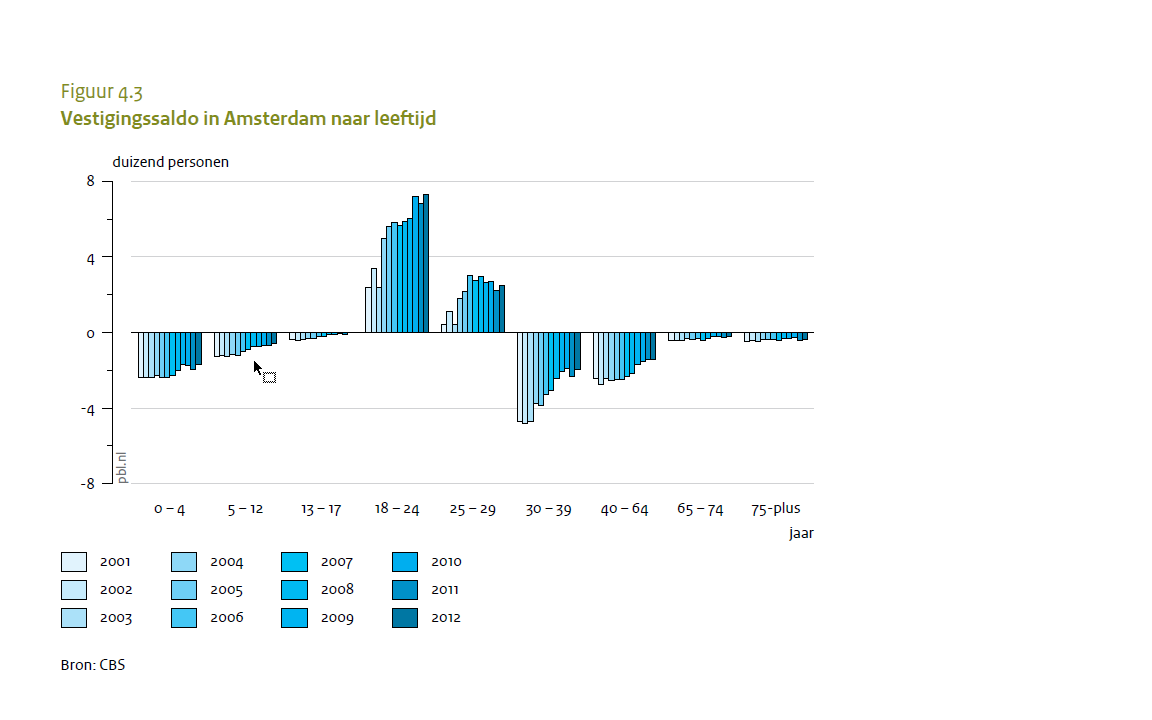 Figuur 4.3
Vestigingssaldo in Amsterdam naar leeftijd
duizend personen
8
4
0
-4
-8
pbl.nl
0 – 4 5 – 12 13 – 17 18 – 24 25 – 29 30 – 39 40 – 64 65 – 74 75-plus
jaar
2001 2004 2007 2010
2002 2005 2008 2011
2003 2006 2009 2012
Bron: CBS